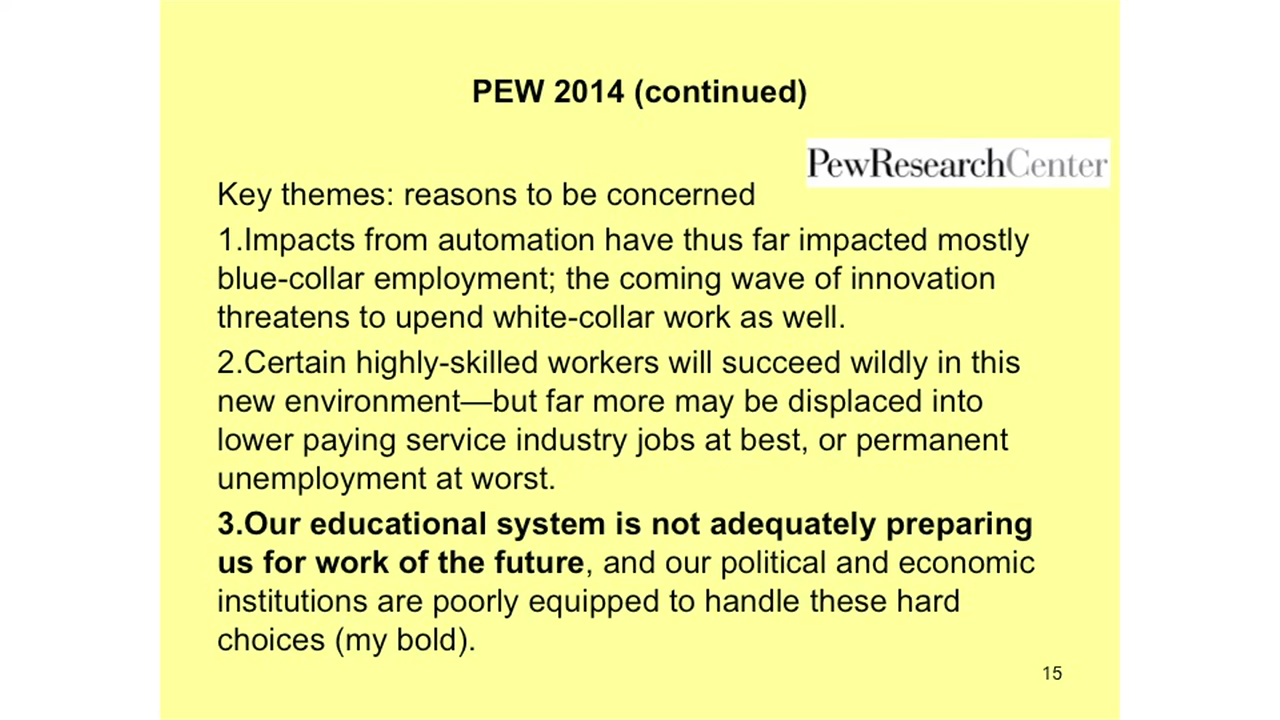 PEW 2014 (continued)
PewResearchCenter
Key themes: reasons to be concerned
1.Impacts from automation have thus far impacted mostly
blue-collar employment; the coming wave of innovation
threatens to upend white-collar work as well.
2.Certain highly-skilled workers will succeed wildly in this
new environment—but far more may be displaced into
lower paying service industry jobs at best, or permanent
unemployment at worst.
3.Our educational system is not adequately preparing
us for work of the future, and our political and economic
institutions are poorly equipped to handle these hard
choices (my bold).
15